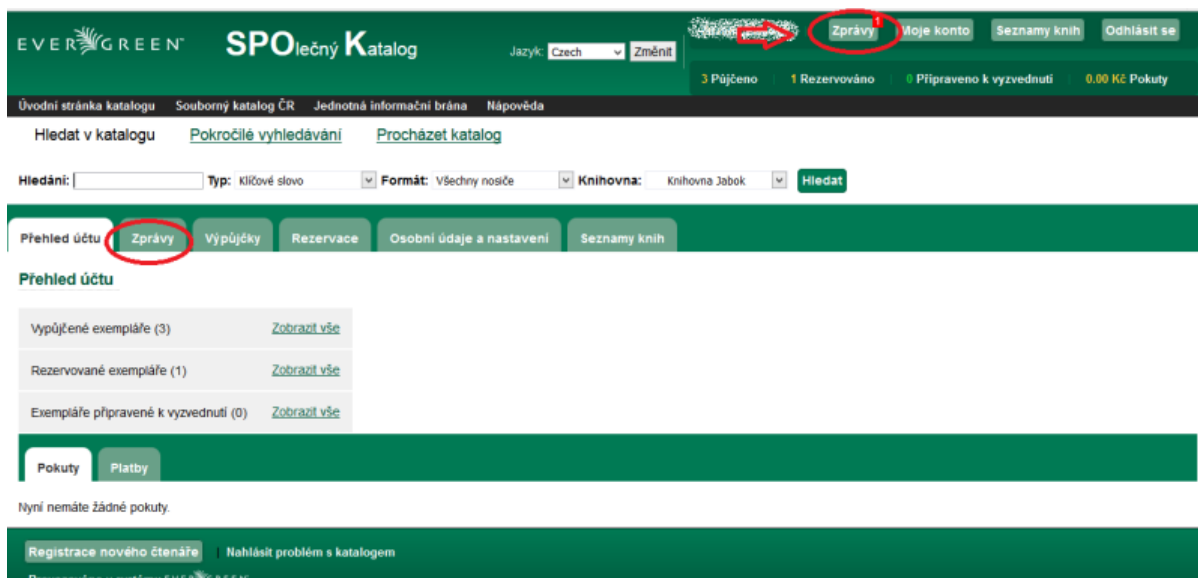 EVERGREEN
SPOlečný Katalog
Jazyk: Czech Změnit
Zprávy 1 Moje konto Seznamy knih Odhlásit se
3 Půjčeno 1 Rezervováno 0 Připraveno k vyzvednutí 0.00 Kč Pokuty
Úvodní stránka katalogu Souborný katalog ČR Jednotná informační brána Nápověda
Hledat v katalogu Pokročilé vyhledávání Procházet katalog
Hledání: Typ: Klíčové slovo Formát: Všechny nosiče Knihovna: Knihovna Jabok Hledat
Přehled účtu Zprávy Výpůjčky Rezervace Osobní údaje a nastavení Seznamy knih
Přehled účtu
Vypůjčené exempláře (3) Zobrazit vše
Rezervované exempláře (1) Zobrazit vše
Exempláře připravené k vyzvednutí (0) Zobrazit vše
Pokuty Platby
Nyní nemáte žádné pokuty.
Registrace nového čtenáře | Nahlásit problém s katalogem